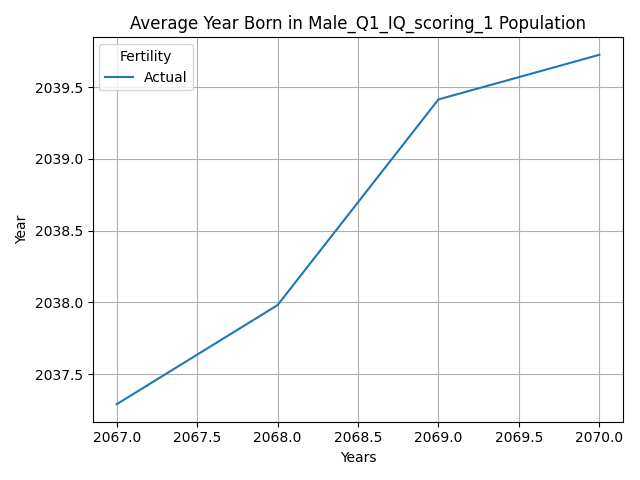 Average Year Born in Male_Q1_IQ_scoring_1 Population
Fertility
Actual
2039.5
2039.0
2038.5
2038.0
2037.5
Year
2067.0 2067.5 2068.0 2068.5 2069.0 2069.5 2070.0
Years